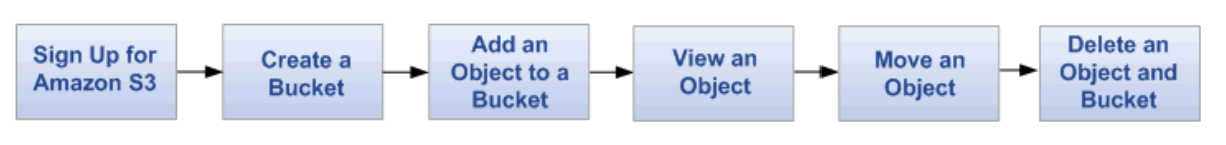 Sign Up for
Amazon S3
Create a
Bucket
Add an
Object to a
Bucket
View an
Object
Move an
Object
Delete an
Object and
Bucket